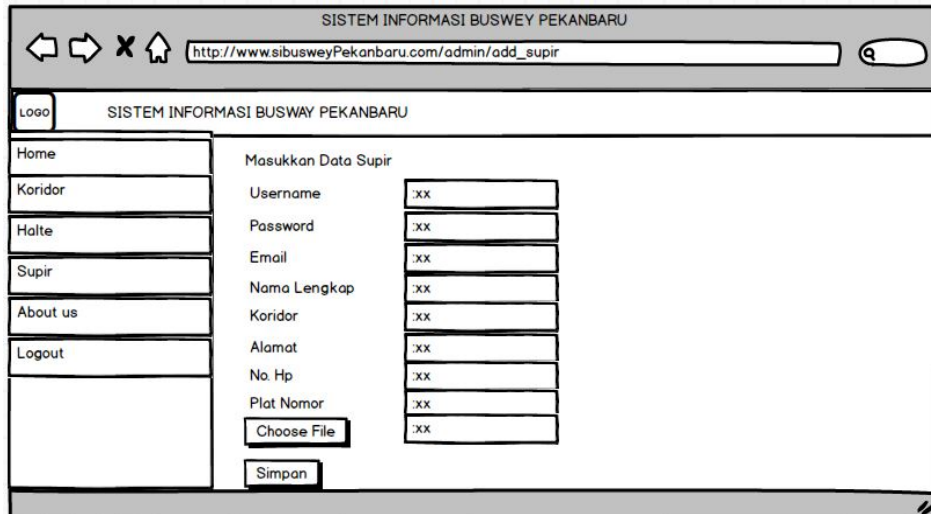 SISTEM INFORMASI BUSWEY PEKANBARU
http://www.sibusweyPekanbaru.com/admin/add_supir
LOGO
SISTEM INFORMASI BUSWAY PEKANBARU
Home
Koridor
Halte
Supir
About us
Logout
Masukkan Data Supir
Username :xx
Password :xx
Email :xx
Nama Lengkap :xx
Koridor :xx
Alamat :xx
No. Hp :xx
Plat Nomor :xx
Choose File :xx
Simpan